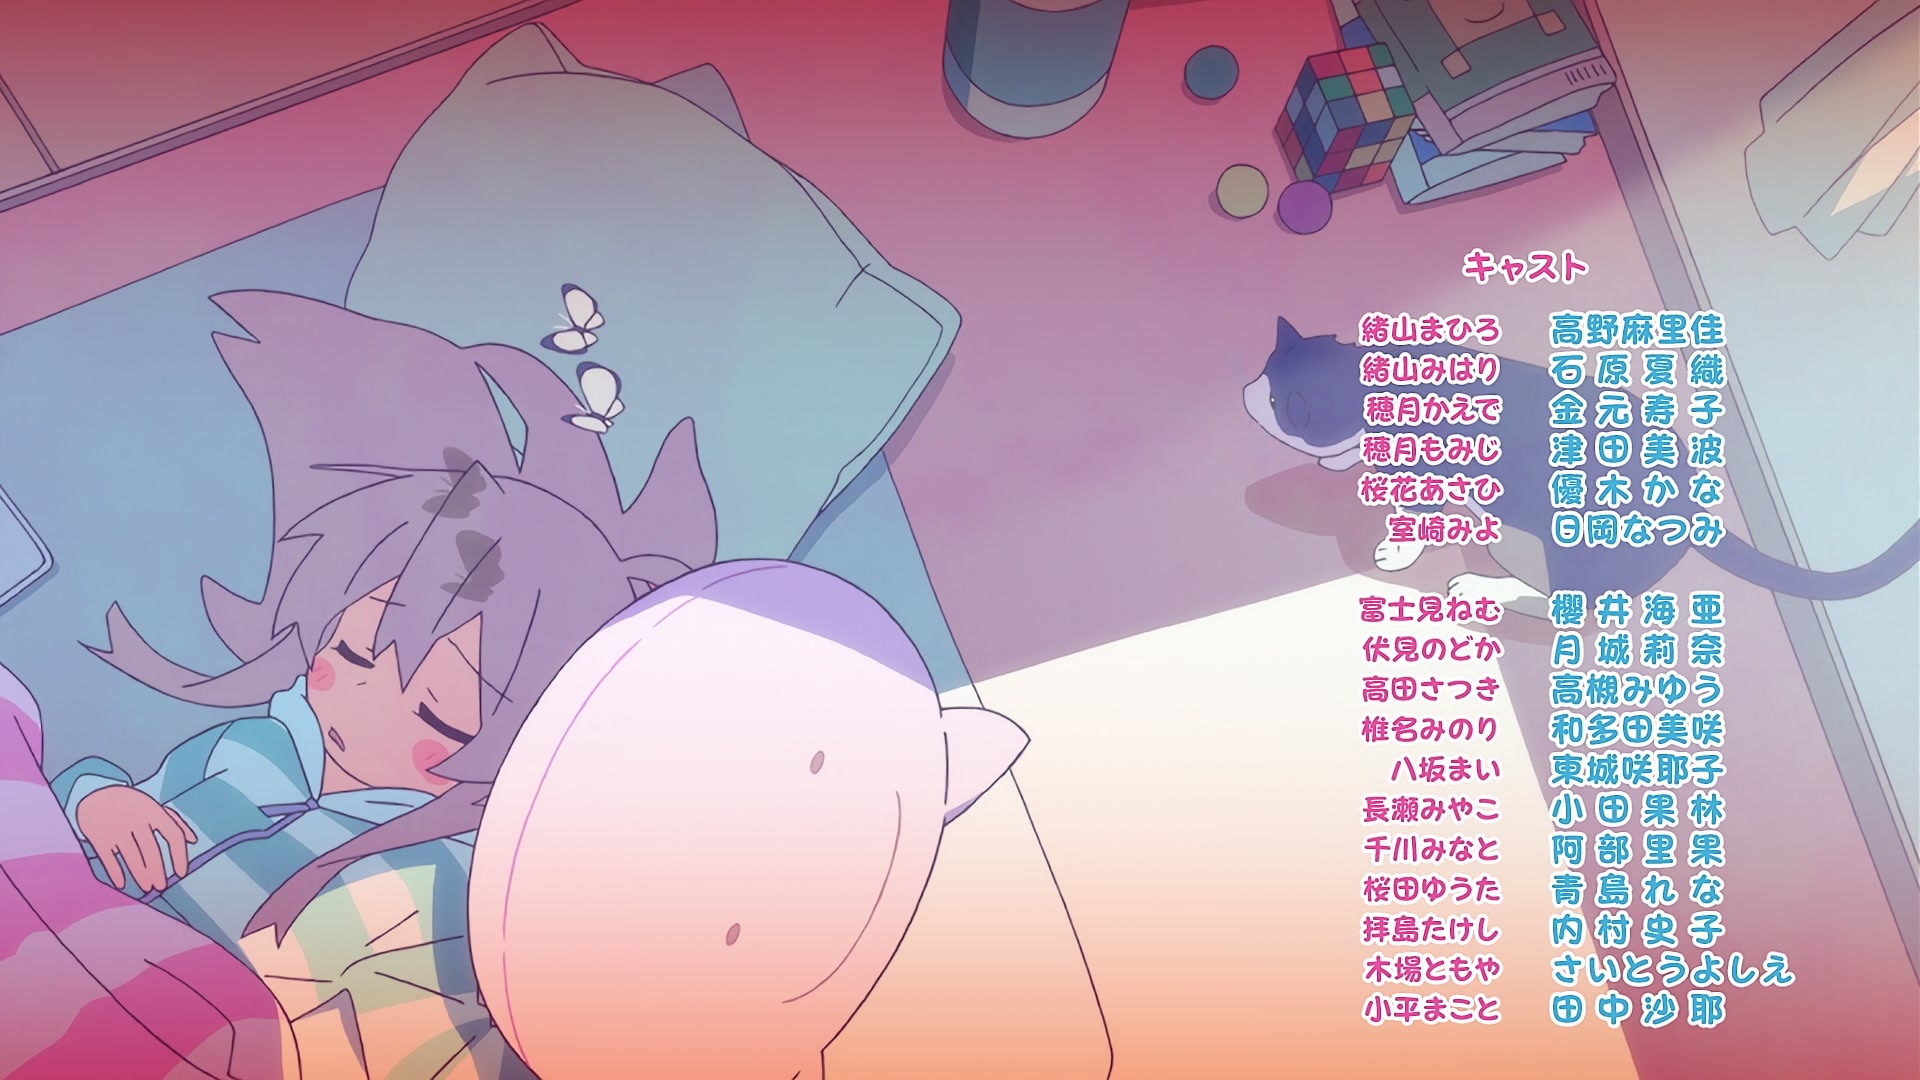 キャスト
緒山まひろ 高野麻里佳
緒山みはり 石原夏織
穂月かえで 金元寿子
穂月もみじ 津田美波
桜花あさひ 優木かな
室崎みよ 日岡なつみ
富士見ねむ 櫻井海亜
伏見のどか 月城莉奈
高田さつき 高槻みゆう
椎名みのり 和多田美咲
八坂まい 東城咲耶子
長瀬みやこ 小田果林
千川みなと 阿部里果
桜田ゆうた 青島れな
拝島たけし 内村史子
木場ともや さいとうよしえ
小平まこと 田中沙耶